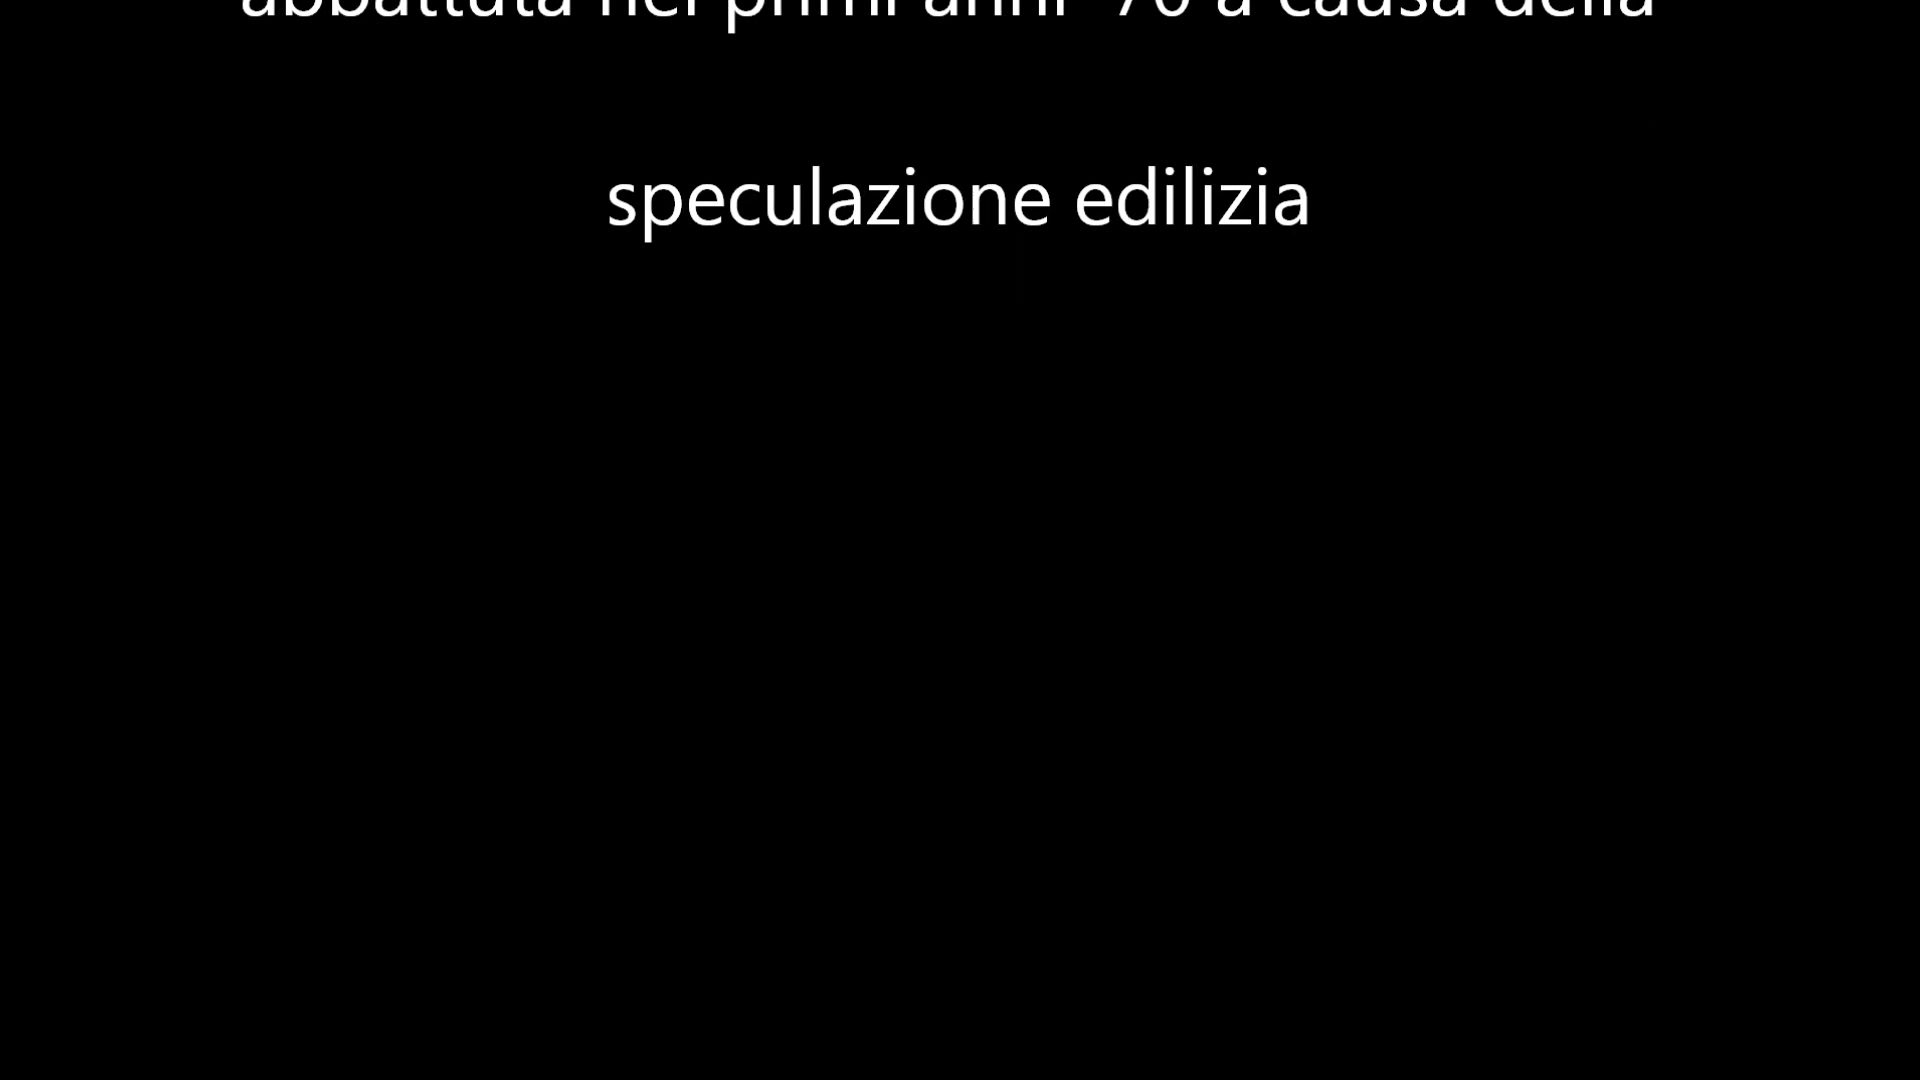 abbattuta nei primi anni '70 a causa della
speculazione edilizia